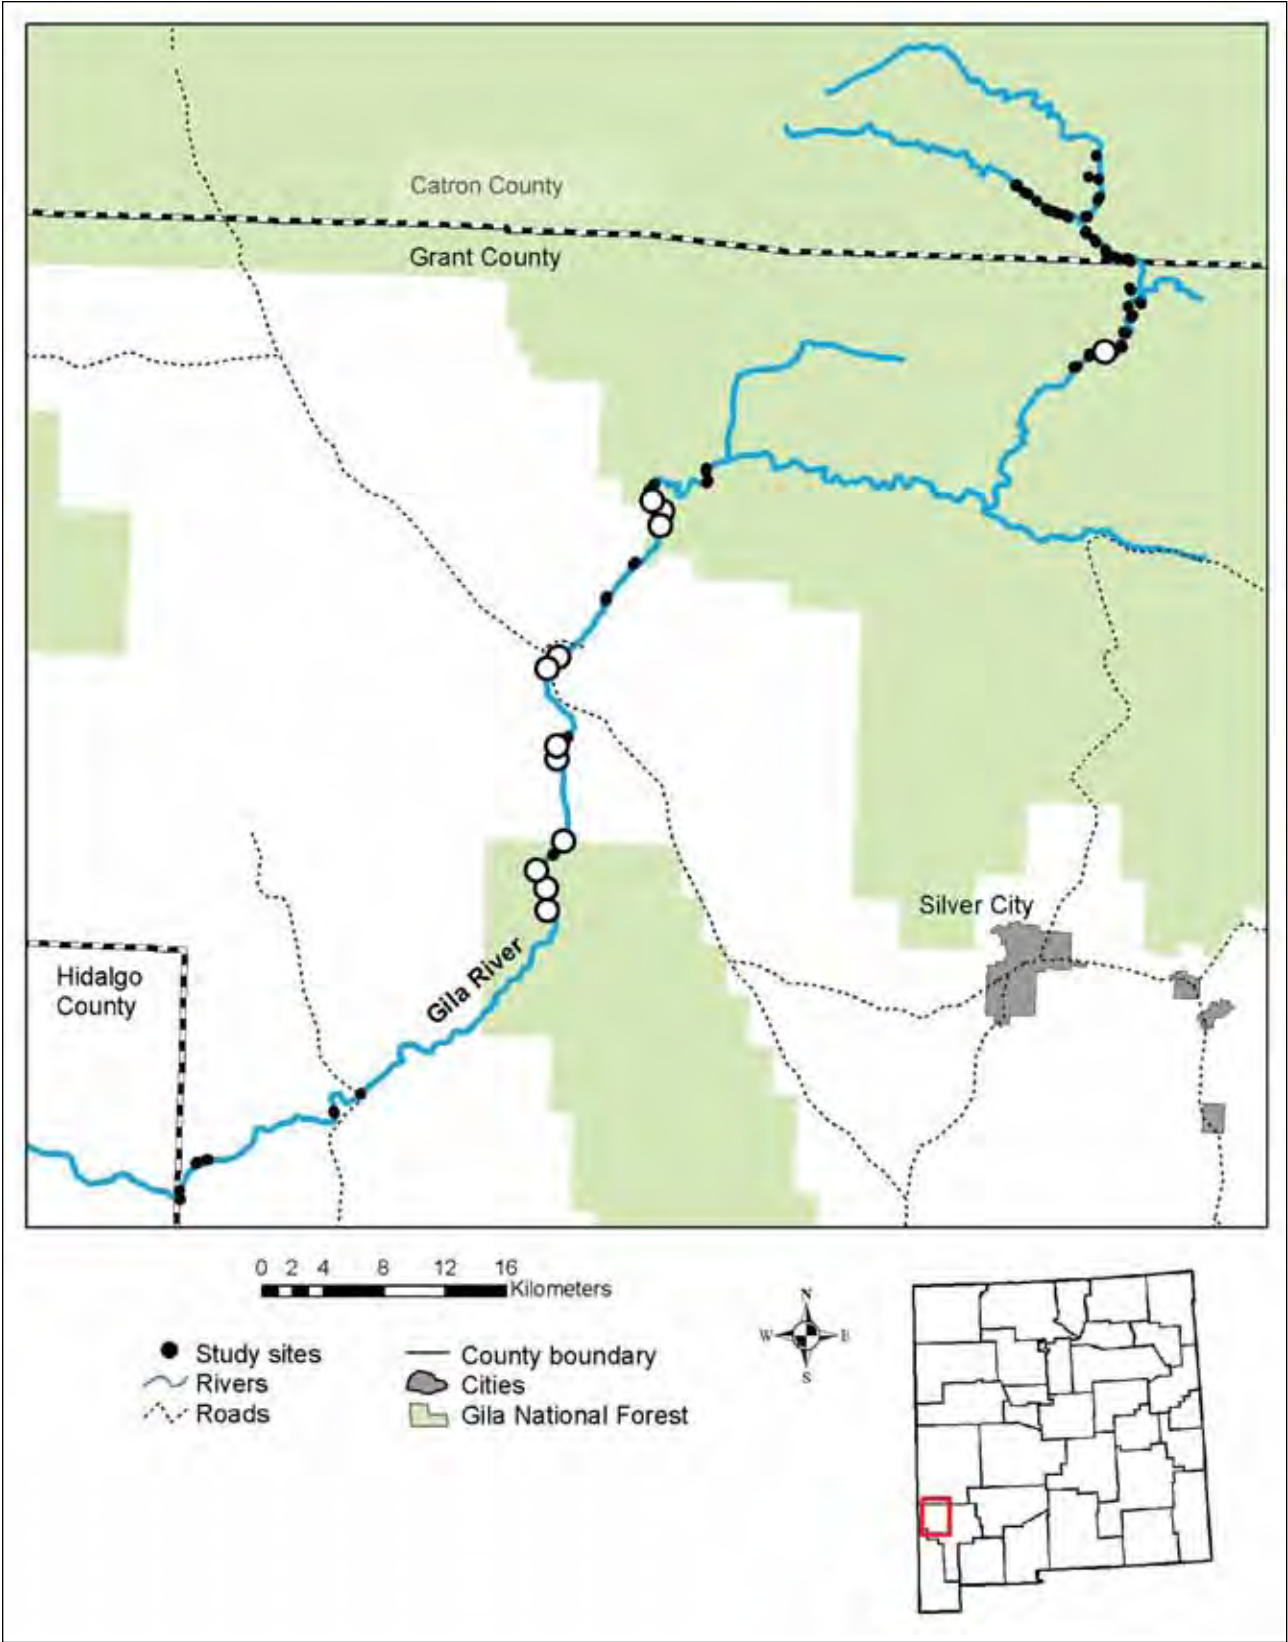 Catron County
Grant County
Silver City
Hidalgo
County
Gila River
0 2 4 8 12 16
Kilometers
N
W E
S
Study sites
Rivers
Roads
County boundary
Cities
Gila National Forest